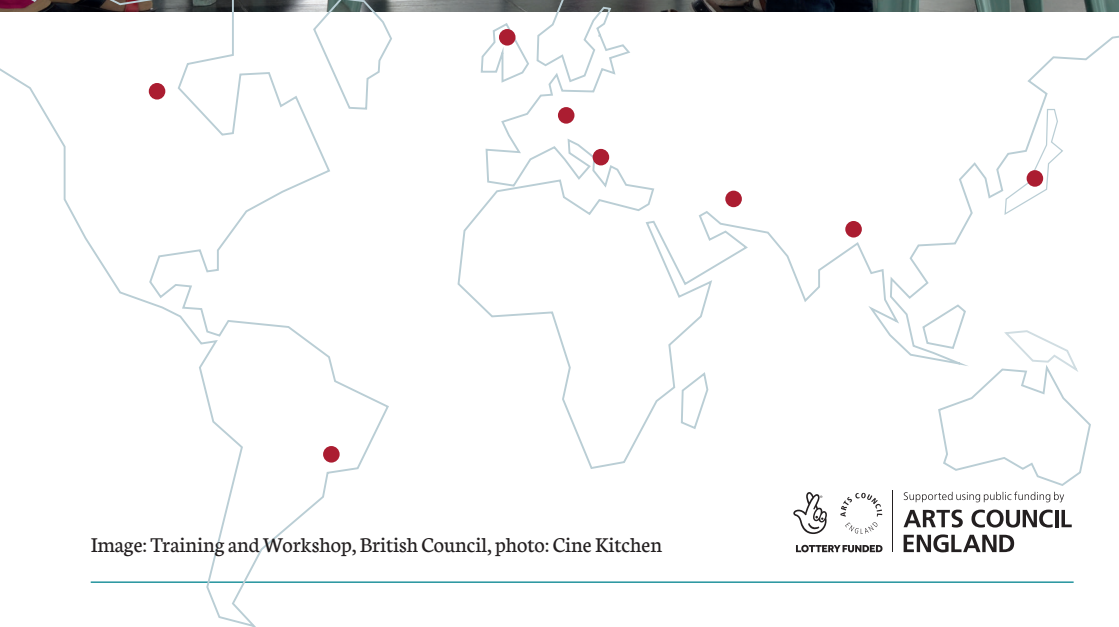 Image: Training and Workshop, British Council, photo: Cine Kitchen
ARTS COUNCIL
ENGLAND
LOTTERY FUNDED
Supported using public funding by
ARTS COUNCIL
ENGLAND